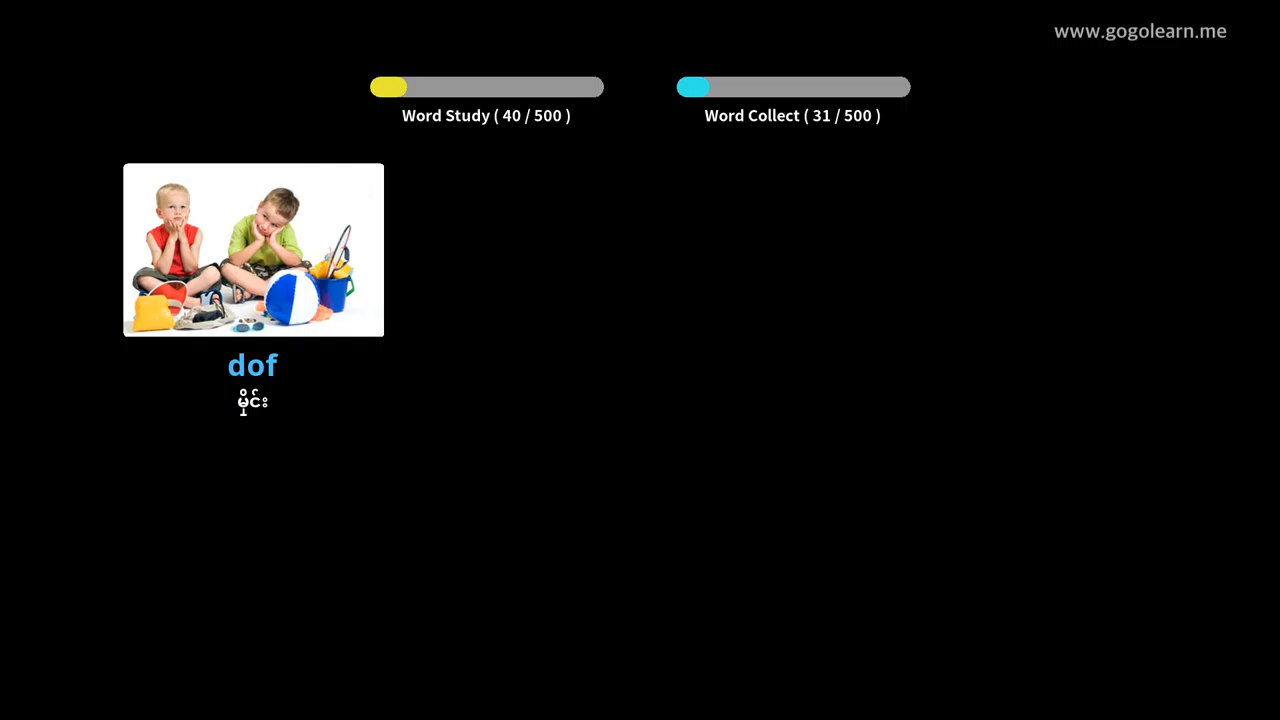 www.gogolearn.me
Word Study ( 40 / 500 )
Word Collect ( 31 / 500 )
dof
မှိုင်း